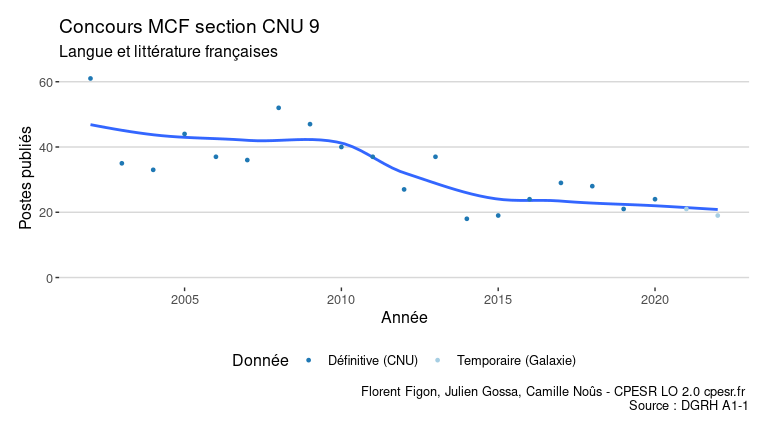 Concours MCF section CNU 9
Langue et littérature françaises
Postes publiés
60
40
20
0
2005 2010 2015 2020
Année
Donnée Définitive (CNU) Temporaire (Galaxie)
Florent Figon, Julien Gossa, Camille Noûs - CPESR LO 2.0 cpesr.fr
Source : DGRH A1-1